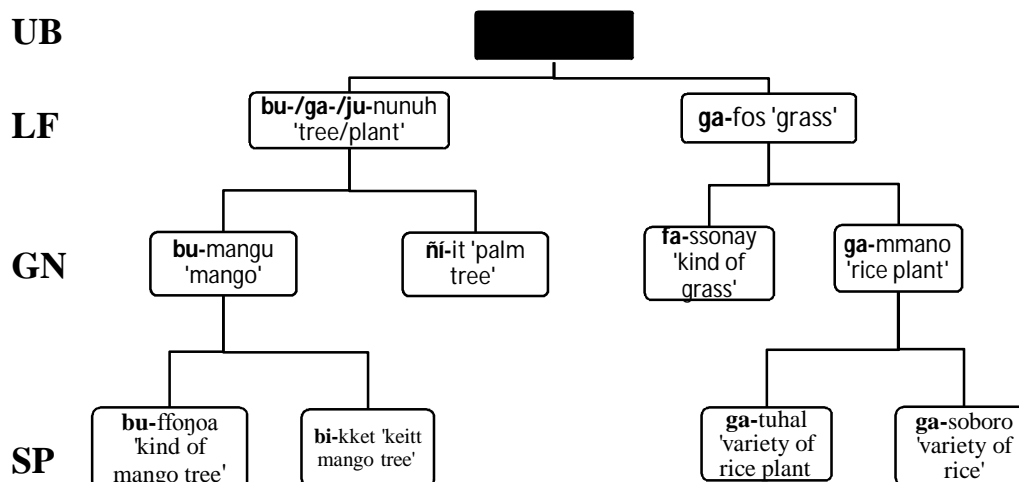 UB
LF
bu-/ga-/ju-nunuh
'tree/plant'
ga-fos 'grass'
GN
bu-mangu
'mango'
ñí-it 'palm
tree'
fa-ssonay
'kind of
grass'
ga-mmano
'rice plant'
SP
bu-ffoŋoa
'kind of
mango tree'
bi-kket 'keitt
mango tree'
ga-tuhal
'variety of
rice plant
ga-soboro
'variety of
rice'